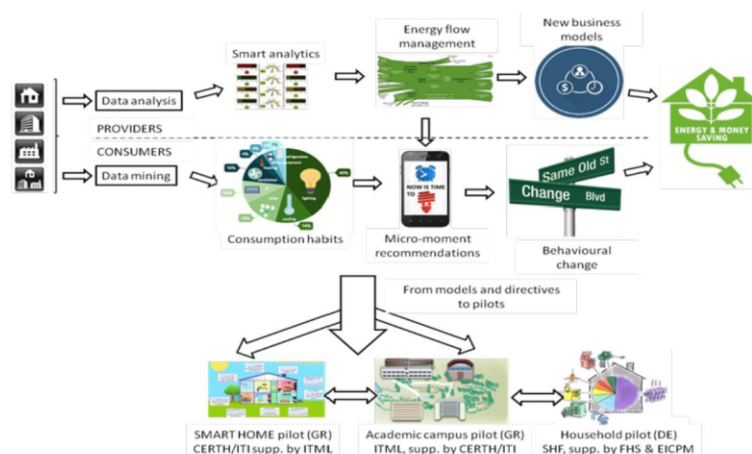 New business
models
Energy flow
management
Smart analytics
Data analysis
PROVIDERS
CONSUMERS
Data mining
ENERGY & MONEY
SAVING
lighting
cooling
other
NOW IS TIME
TO
Same Old St
Change Blvd
Consumption habits
Micro-moment
recommendations
Behavioural
change
From models and directives
to pilots
SMART HOME pilot (GR)
CERTH/ITI supp. by ITML
Academic campus pilot (GR)
ITML, supp. by CERTH/ITI
Household pilot (DE)
SHF, supp. by FHS & EICPM